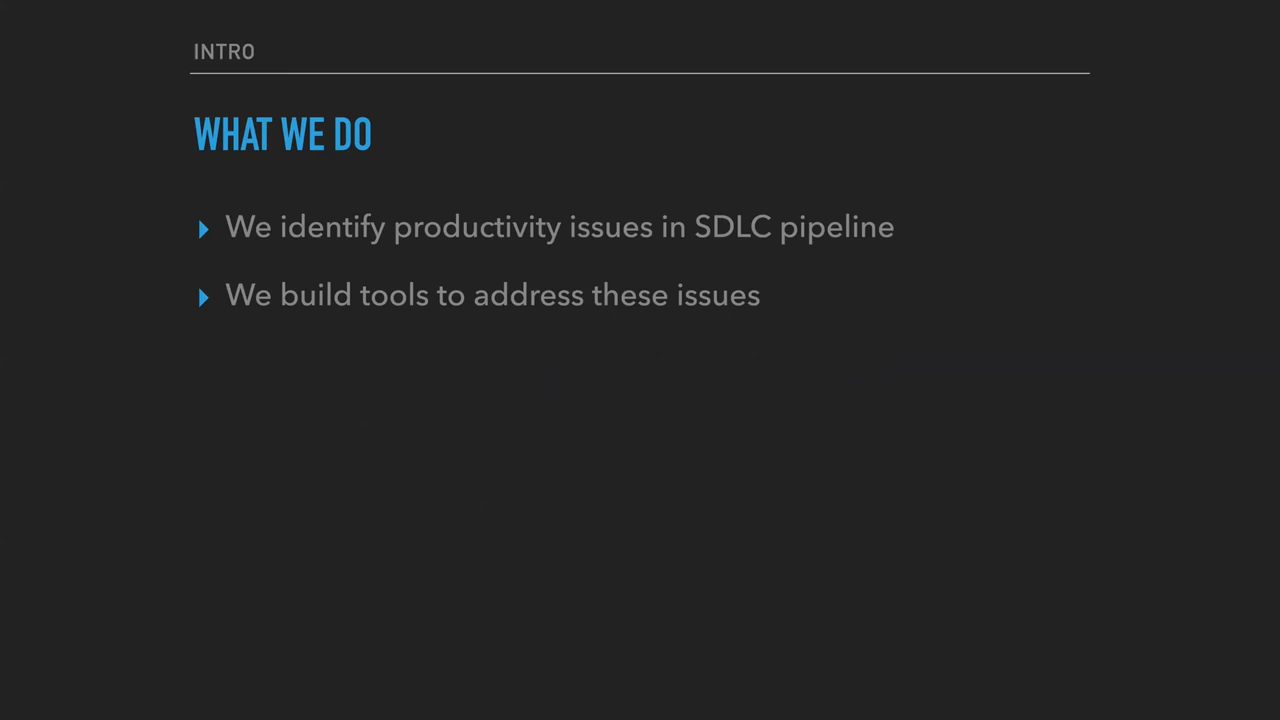 INTRO
WHAT WE DO
We identify productivity issues in SDLC pipeline
We build tools to address these issues